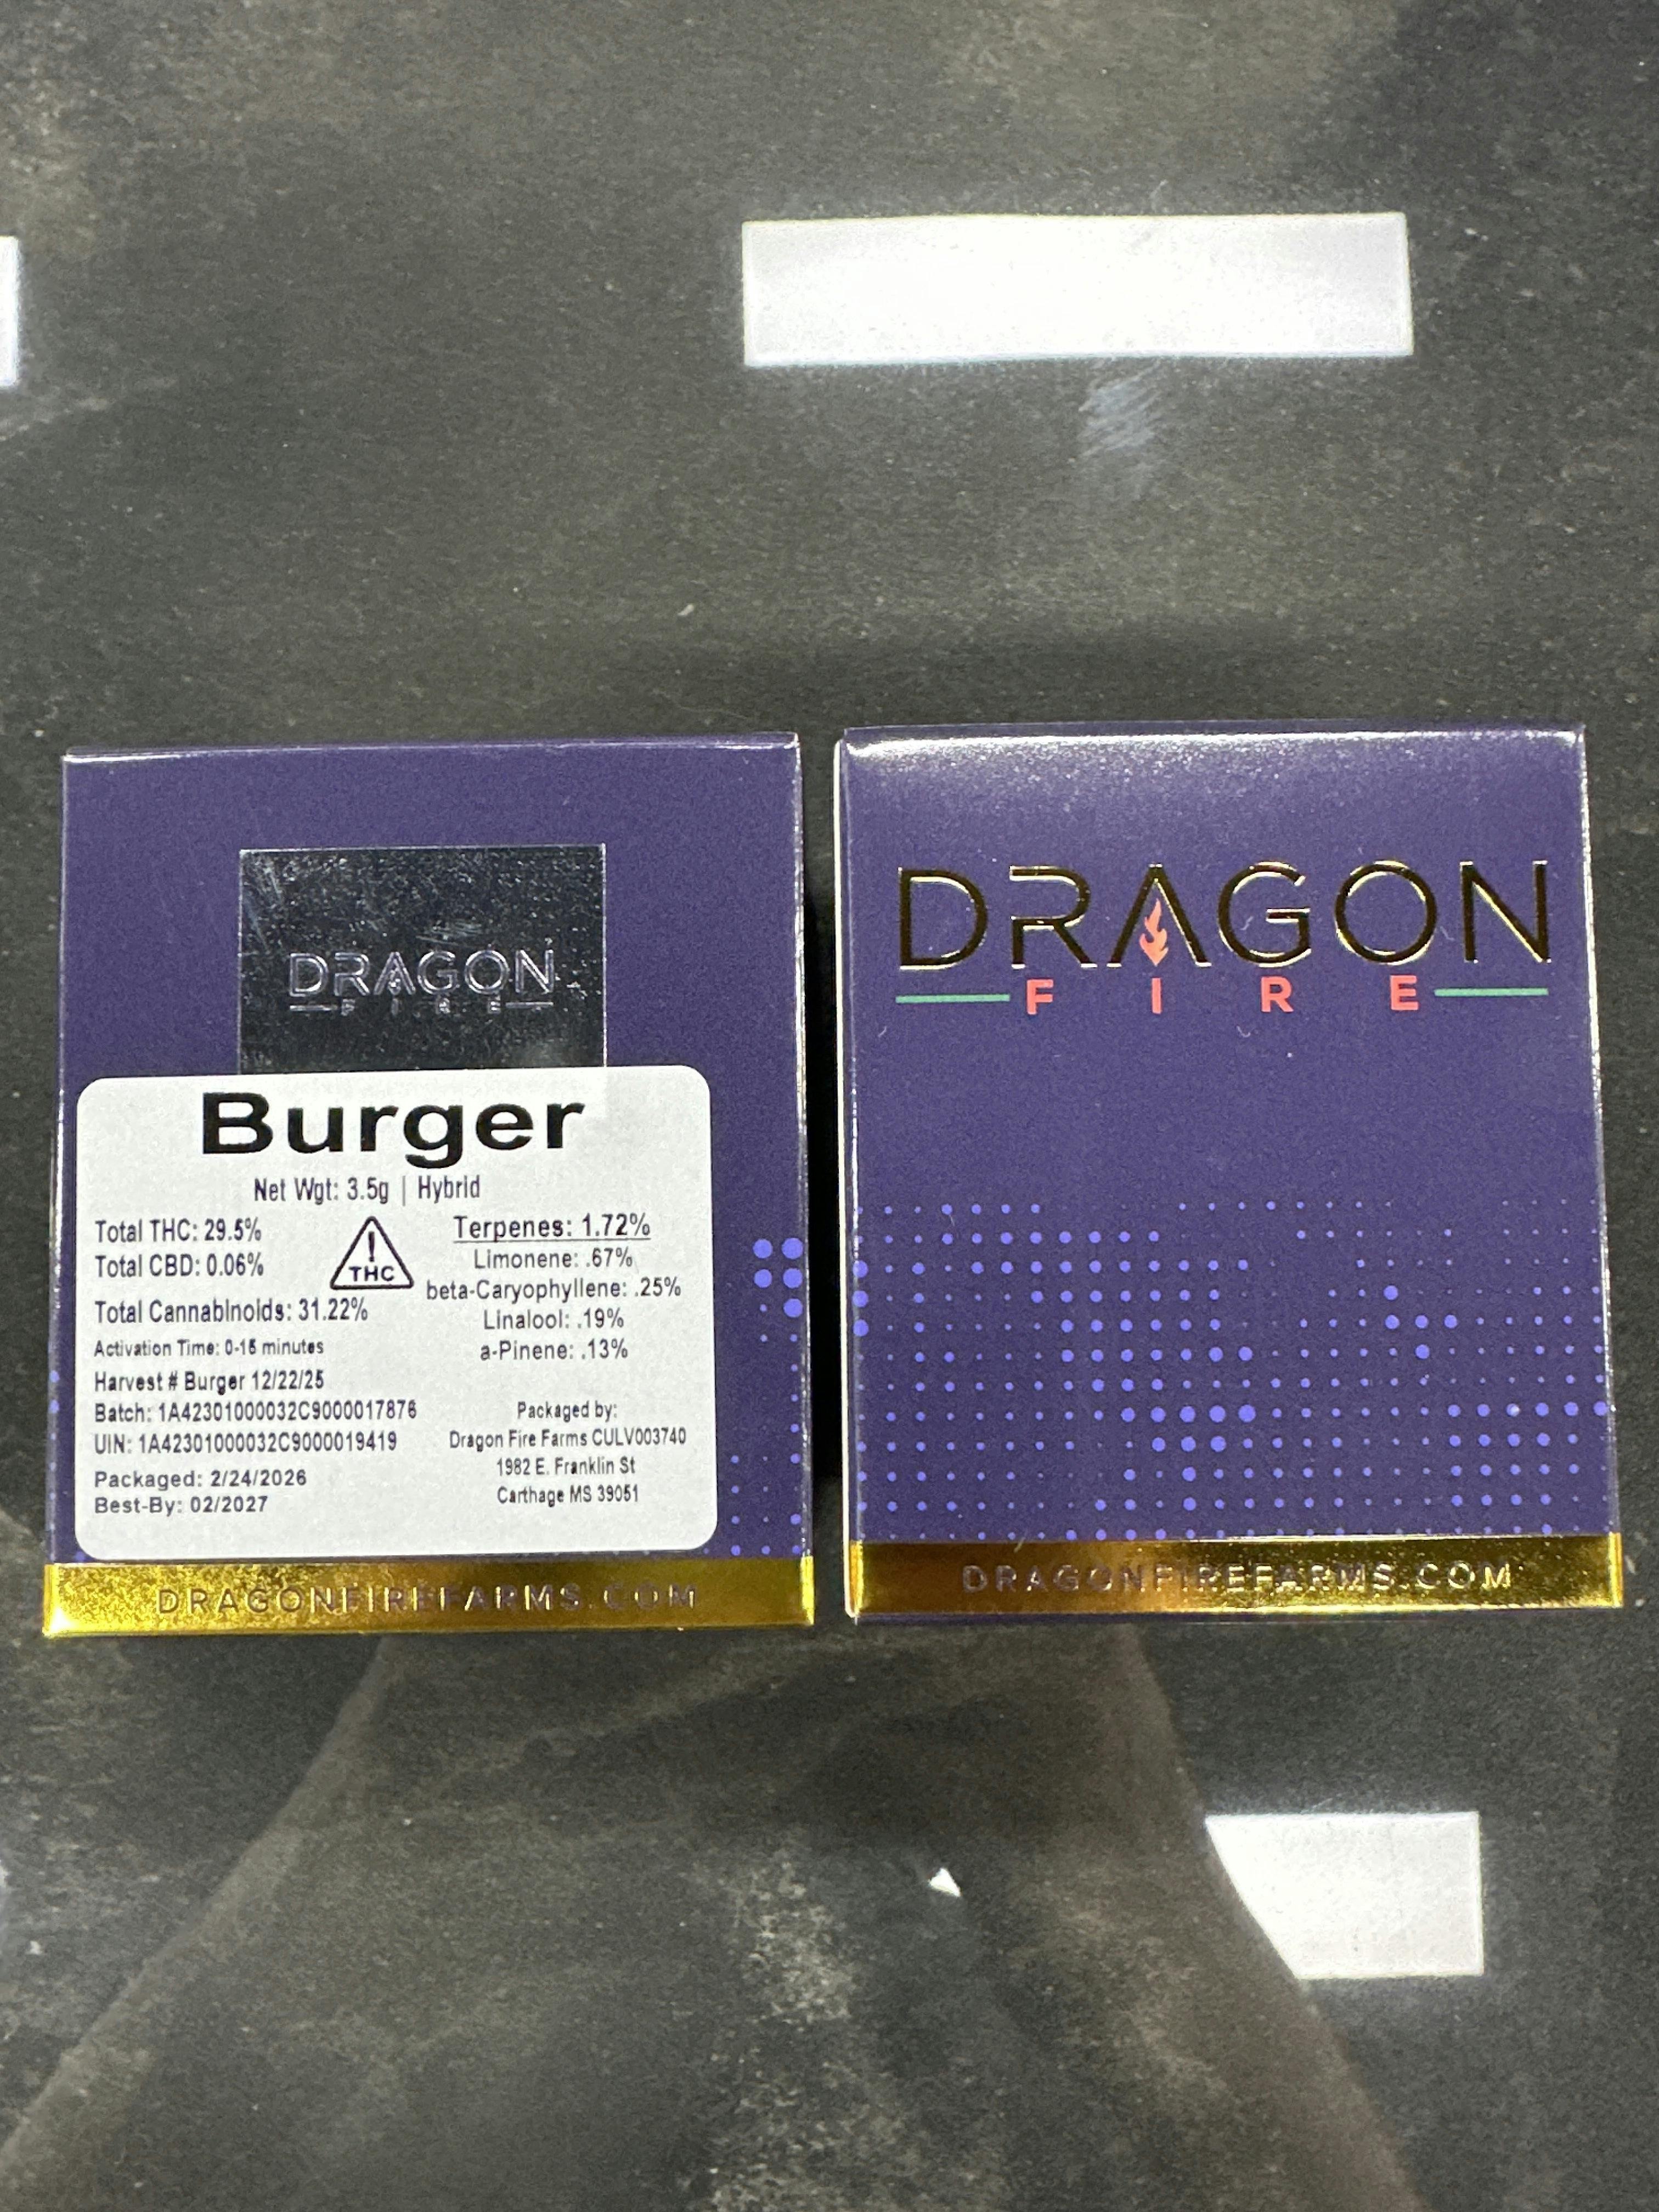 DRAGON
FIRE
Burger
Net Wgt: 3.5g | Hybrid
Total THC: 29.5%
Total CBD: 0.06%
Total Cannabinoids: 31.22%
Activation Time: 0-15 minutes
Harvest # Burger 12/22/25
Batch: 1A42301000032C9000017876
UIN: 1A42301000032C9000019419
Packaged: 2/24/2026
Best-By: 02/2027
!
THC
Terpenes: 1.72%
Limonene: .67%
beta-Caryophyllene: .25%
Linalool: .19%
a-Pinene: .13%
Packaged by:
Dragon Fire Farms CULV003740
1982 E. Franklin St
Carthage MS 39051
DRAGONFIREFARMS.COM
DRAGON
FIRE
DRAGONFIREFARMS.COM